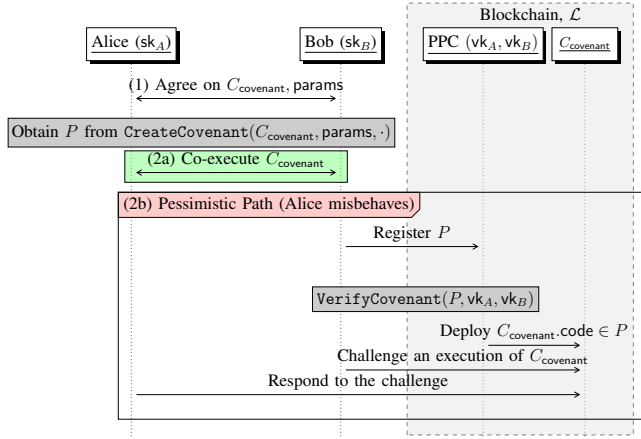 Blockchain, ℒ
Alice (sk_A)
Bob (sk_B)
PPC (vk_A, vk_B)
C_covenant
(1) Agree on C_covenant, params
Obtain P from CreateCovenant(C_covenant, params, ·)
(2a) Co-execute C_covenant
(2b) Pessimistic Path (Alice misbehaves)
Register P
VerifyCovenant(P, vk_A, vk_B)
Deploy C_covenant.code ∈ P
Challenge an execution of C_covenant
Respond to the challenge